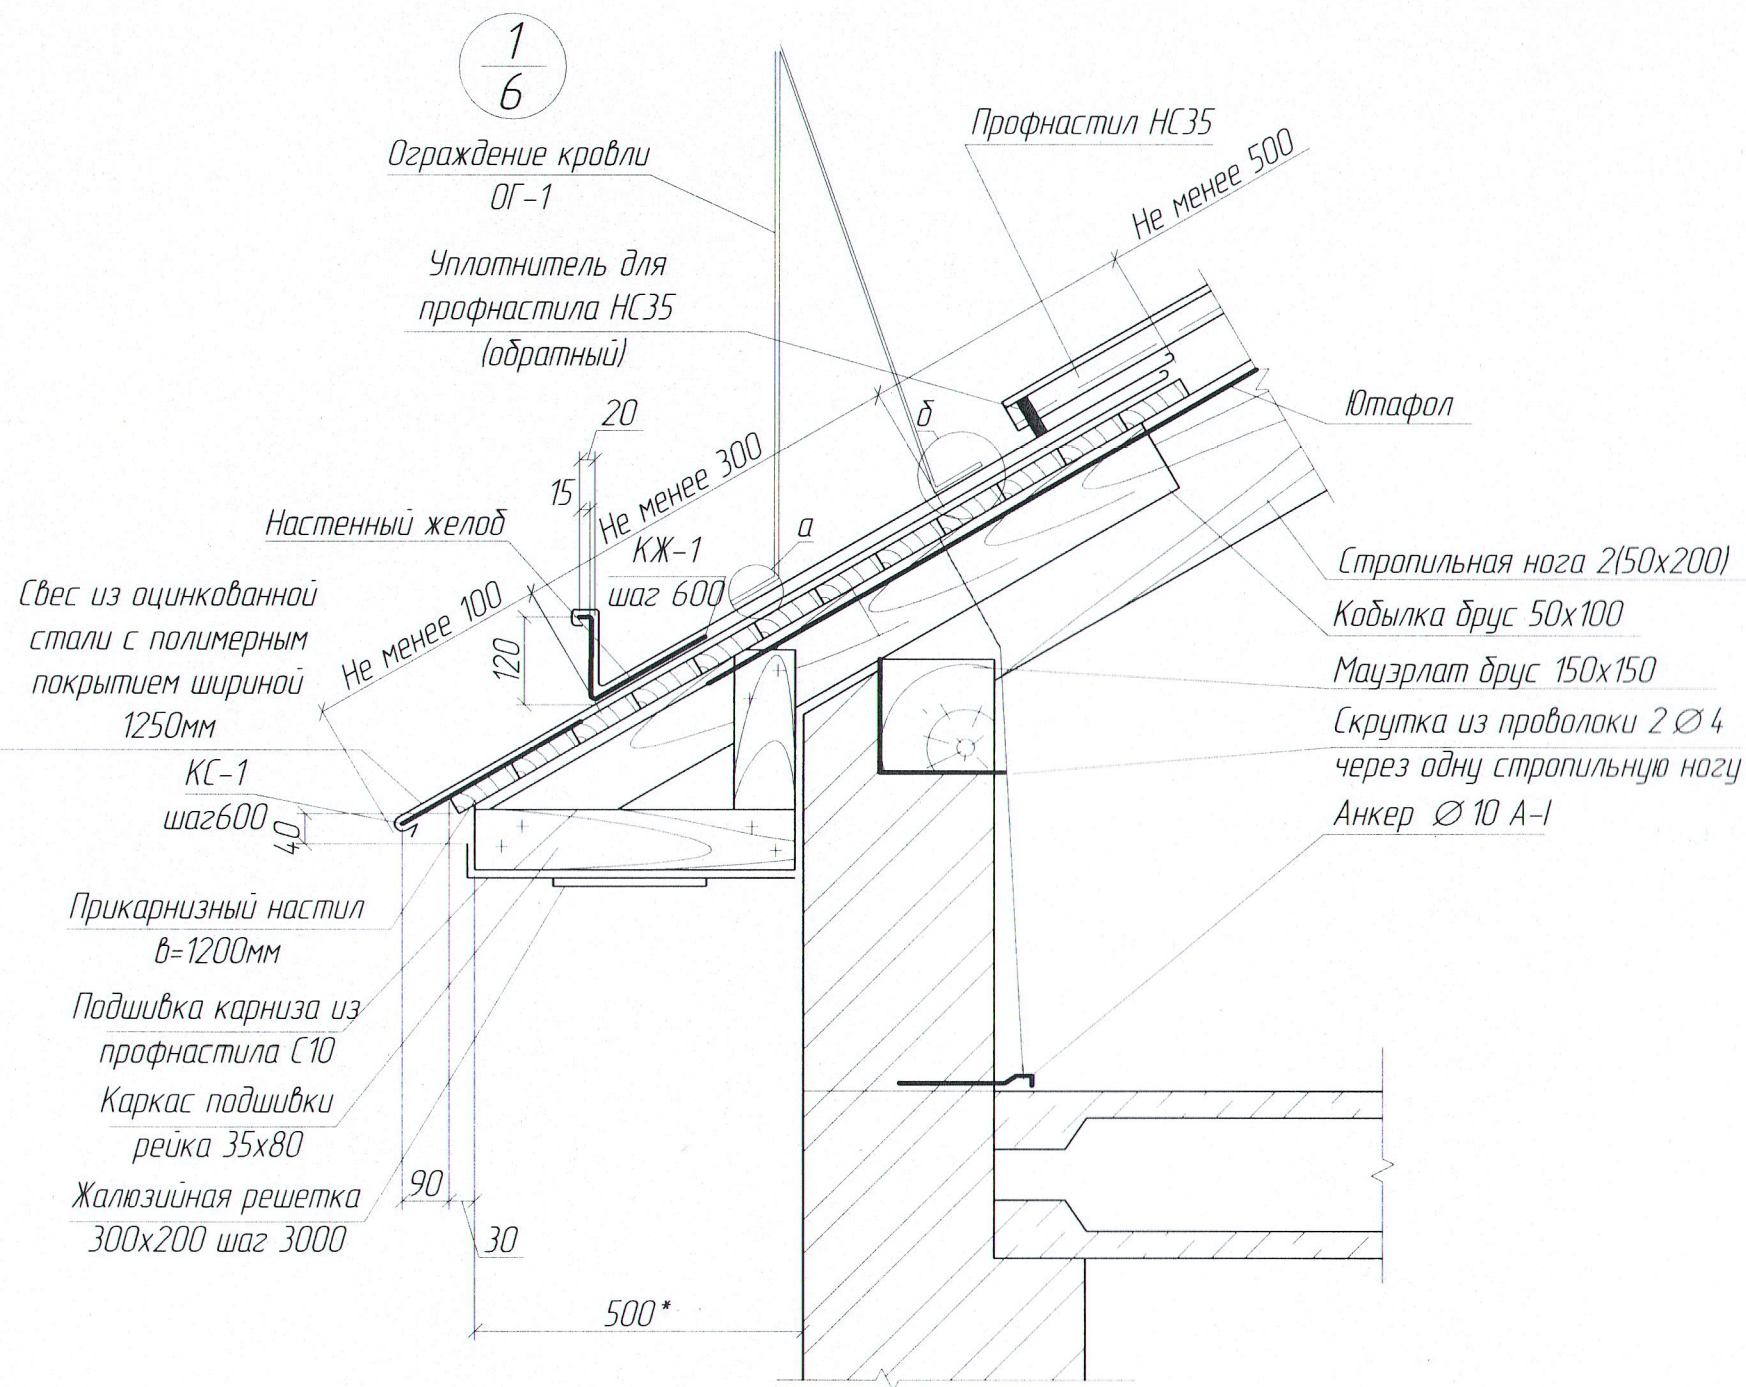 1
6
Ограждение кровли
ОГ-1
Уплотнитель для
профнастила НС35
(обратный)
Профнастил НС35
Не менее 500
Не менее 300
Не менее 100
20
15
120
б
а
КЖ-1
шаг 600
Настенный желоб
Свес из оцинкованной
стали с полимерным
покрытием шириной
1250мм
КС-1
шаг600
40
Прикарнизный настил
в=1200мм
Подшивка карниза из
профнастила С10
Каркас подшивки
рейка 35х80
Жалюзийная решетка
300х200 шаг 3000
90
30
500*
Ютафол
Стропильная нога 2(50х200)
Кобылка брус 50х100
Мауэрлат брус 150х150
Скрутка из проволоки 2 ∅ 4
через одну стропильную ногу
Анкер ∅ 10 А-I